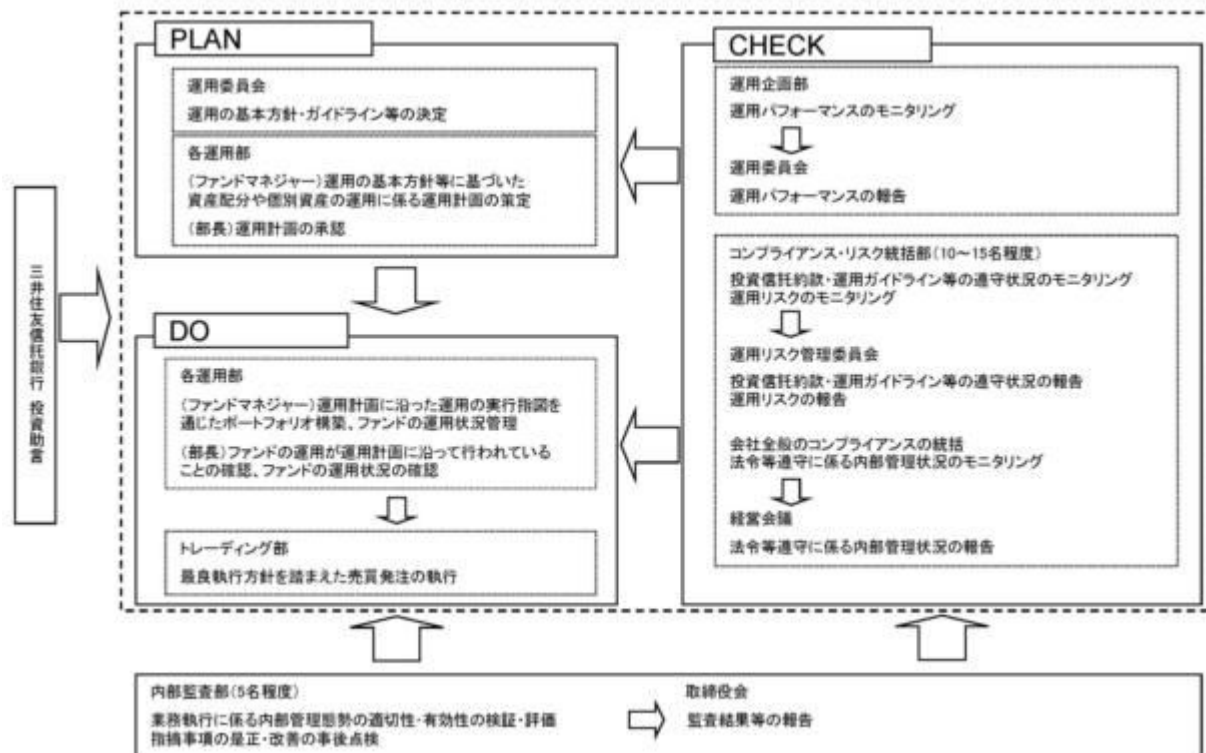 三井住友信託銀行 投資助言
PLAN
運用委員会
運用の基本方針・ガイドライン等の決定
各運用部
(ファンドマネジャー)運用の基本方針等に基づいた
資産配分や個別資産の運用に係る運用計画の策定
(部長)運用計画の承認
DO
各運用部
(ファンドマネジャー)運用計画に沿った運用の実行指図を
通じたポートフォリオ構築、ファンドの運用状況管理
(部長)ファンドの運用が運用計画に沿って行われている
ことの確認、ファンドの運用状況の確認
トレーディング部
最良執行方針を踏まえた売買発注の執行
CHECK
運用企画部
運用パフォーマンスのモニタリング
運用委員会
運用パフォーマンスの報告
コンプライアンス・リスク統括部(10～15名程度)
投資信託約款・運用ガイドライン等の遵守状況のモニタリング
運用リスクのモニタリング
運用リスク管理委員会
投資信託約款・運用ガイドライン等の遵守状況の報告
運用リスクの報告
会社全般のコンプライアンスの統括
法令等遵守に係る内部管理状況のモニタリング
経営会議
法令等遵守に係る内部管理状況の報告
内部監査部(5名程度)
業務執行に係る内部管理態勢の適切性・有効性の検証・評価
指摘事項の是正・改善の事後点検
取締役会
監査結果等の報告